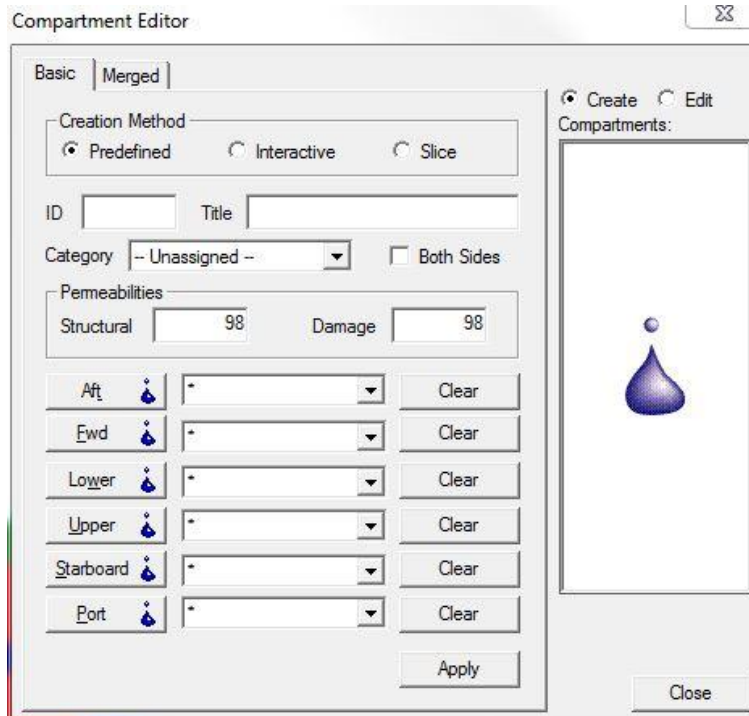 Compartment Editor
Basic Merged
Create Edit
Compartments:
Creation Method
Predefined Interactive Slice
ID Title
Category -- Unassigned -- Both Sides
Permeabilities
Structural 98 Damage 98
Aft * Clear
Fwd * Clear
Lower * Clear
Upper * Clear
Starboard * Clear
Port * Clear
Apply
Close